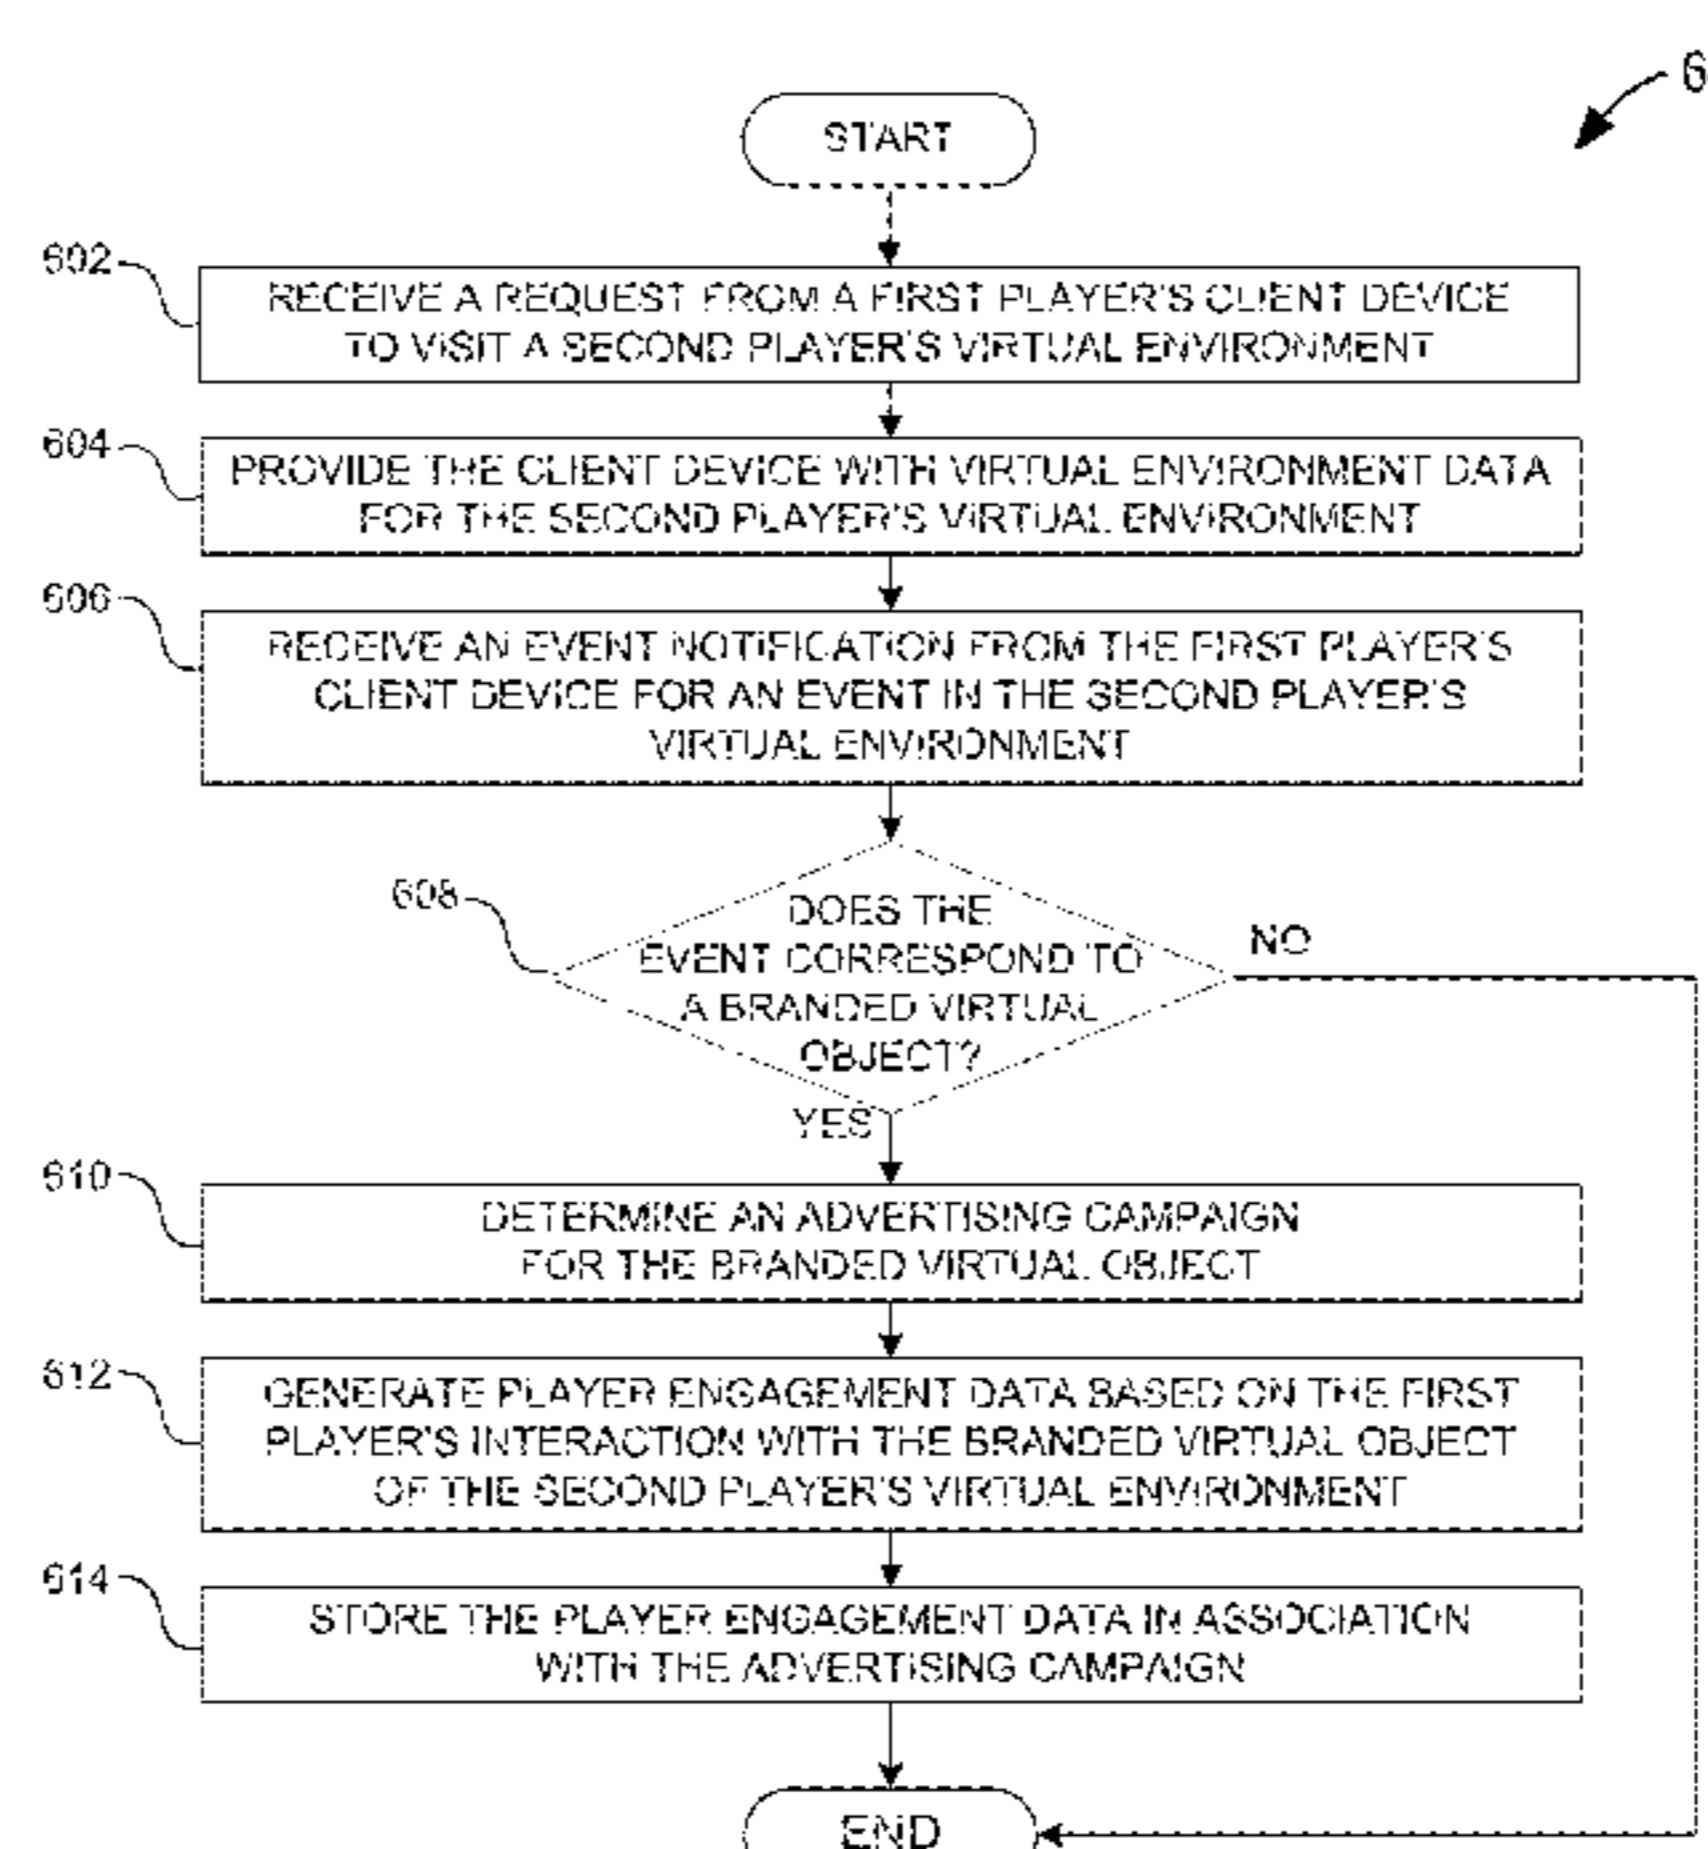 6
START
602
RECEIVE A REQUEST FROM A FIRST PLAYER'S CLIENT DEVICE
TO VISIT A SECOND PLAYER'S VIRTUAL ENVIRONMENT
604
PROVIDE THE CLIENT DEVICE WITH VIRTUAL ENVIRONMENT DATA
FOR THE SECOND PLAYER'S VIRTUAL ENVIRONMENT
606
RECEIVE AN EVENT NOTIFICATION FROM THE FIRST PLAYER'S
CLIENT DEVICE FOR AN EVENT IN THE SECOND PLAYER'S
VIRTUAL ENVIRONMENT
608
DOES THE
EVENT CORRESPOND TO
A BRANDED VIRTUAL
OBJECT?
NO
YES
610
DETERMINE AN ADVERTISING CAMPAIGN
FOR THE BRANDED VIRTUAL OBJECT
612
GENERATE PLAYER ENGAGEMENT DATA BASED ON THE FIRST
PLAYER'S INTERACTION WITH THE BRANDED VIRTUAL OBJECT
OF THE SECOND PLAYER'S VIRTUAL ENVIRONMENT
614
STORE THE PLAYER ENGAGEMENT DATA IN ASSOCIATION
WITH THE ADVERTISING CAMPAIGN
END